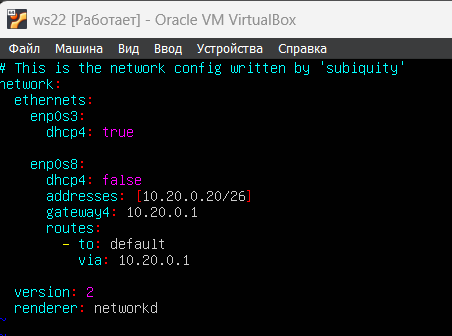 ws22 [Работает] - Oracle VM VirtualBox
Файл Машина Вид Ввод Устройства Справка
# This is the network config written by 'subiquity'
network:
  ethernets:
    enp0s3:
      dhcp4: true
    enp0s8:
      dhcp4: false
      addresses: [10.20.0.20/26]
      gateway4: 10.20.0.1
      routes:
        - to: default
          via: 10.20.0.1
  version: 2
  renderer: networkd
~